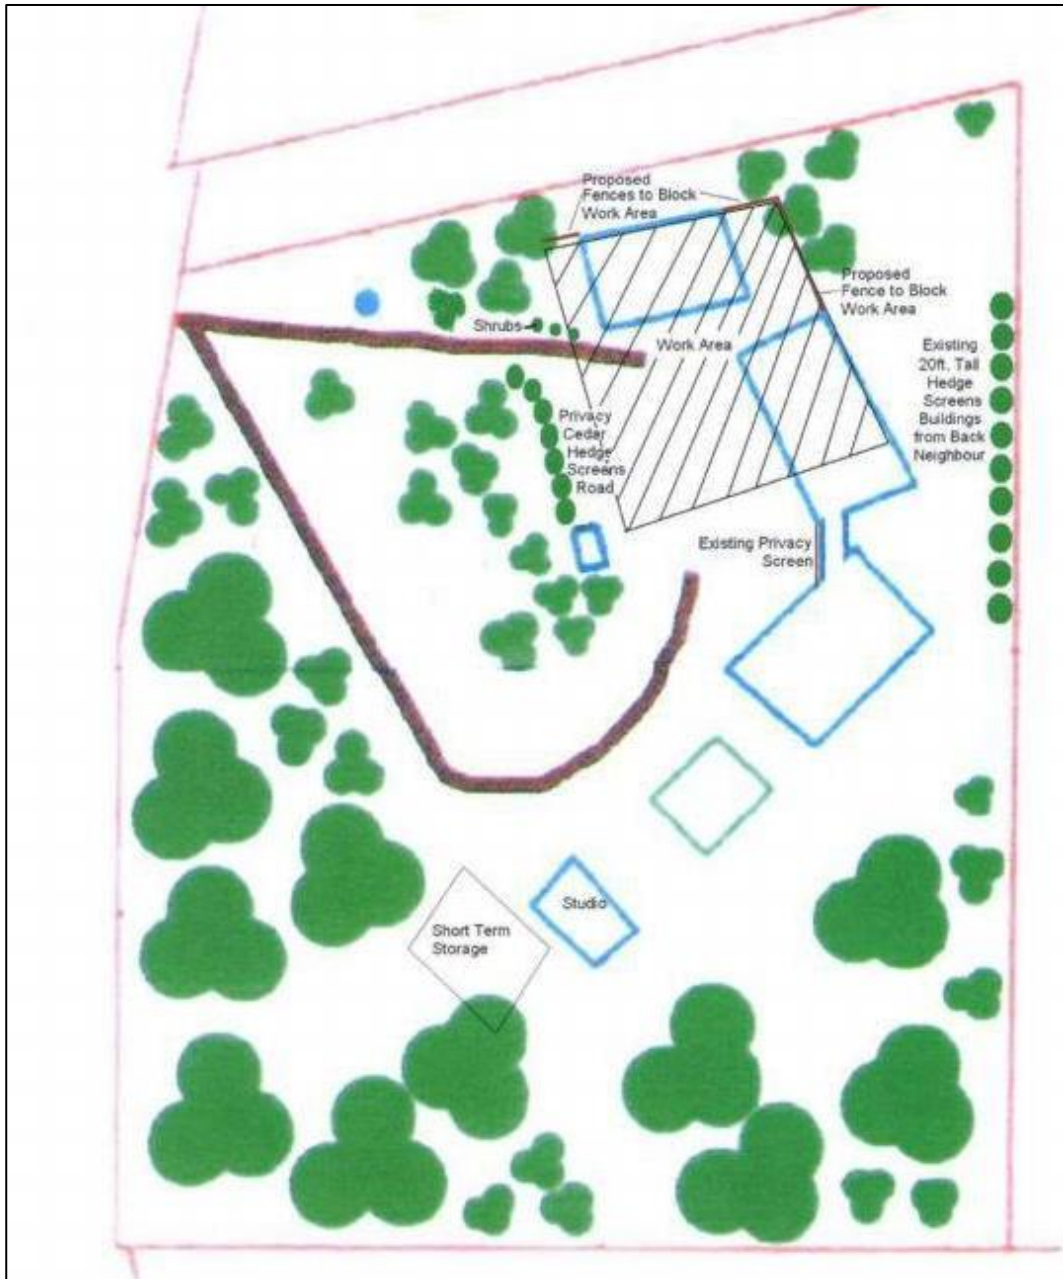 Proposed
Fences to Block
Work Area
Proposed
Fence to Block
Work Area
Shrubs
Work Area
Existing
20ft. Tall
Hedge
Screens
Buildings
from Back
Neighbour
Privacy
Cedar
Hedge
Screens
Road
Existing Privacy
Screen
Studio
Short Term
Storage